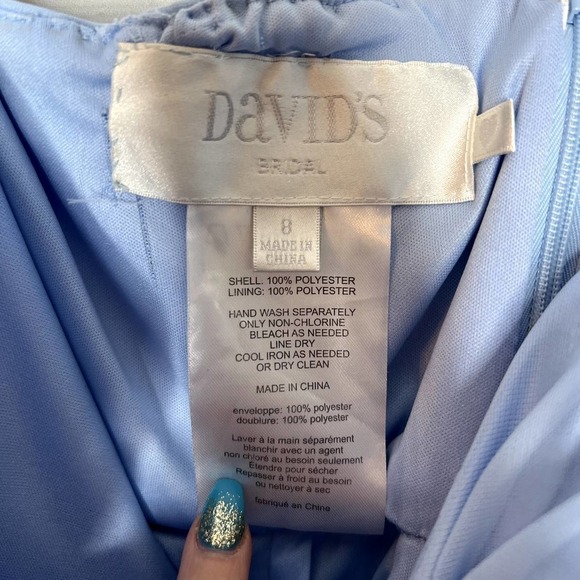 DaVID's
BRIDAL
8
MADE IN
CHINA
SHELL: 100% POLYESTER
LINING: 100% POLYESTER
HAND WASH SEPARATELY
ONLY NON-CHLORINE
BLEACH AS NEEDED
LINE DRY
COOL IRON AS NEEDED
OR DRY CLEAN
MADE IN CHINA
enveloppe: 100% polyester
doublure: 100% polyester
Laver à la main séparément
blanchir avec un agent
non chloré au besoin seulement
Étendre pour sécher
Repasser à froid au besoin
ou nettoyer à sec
fabriqué en Chine